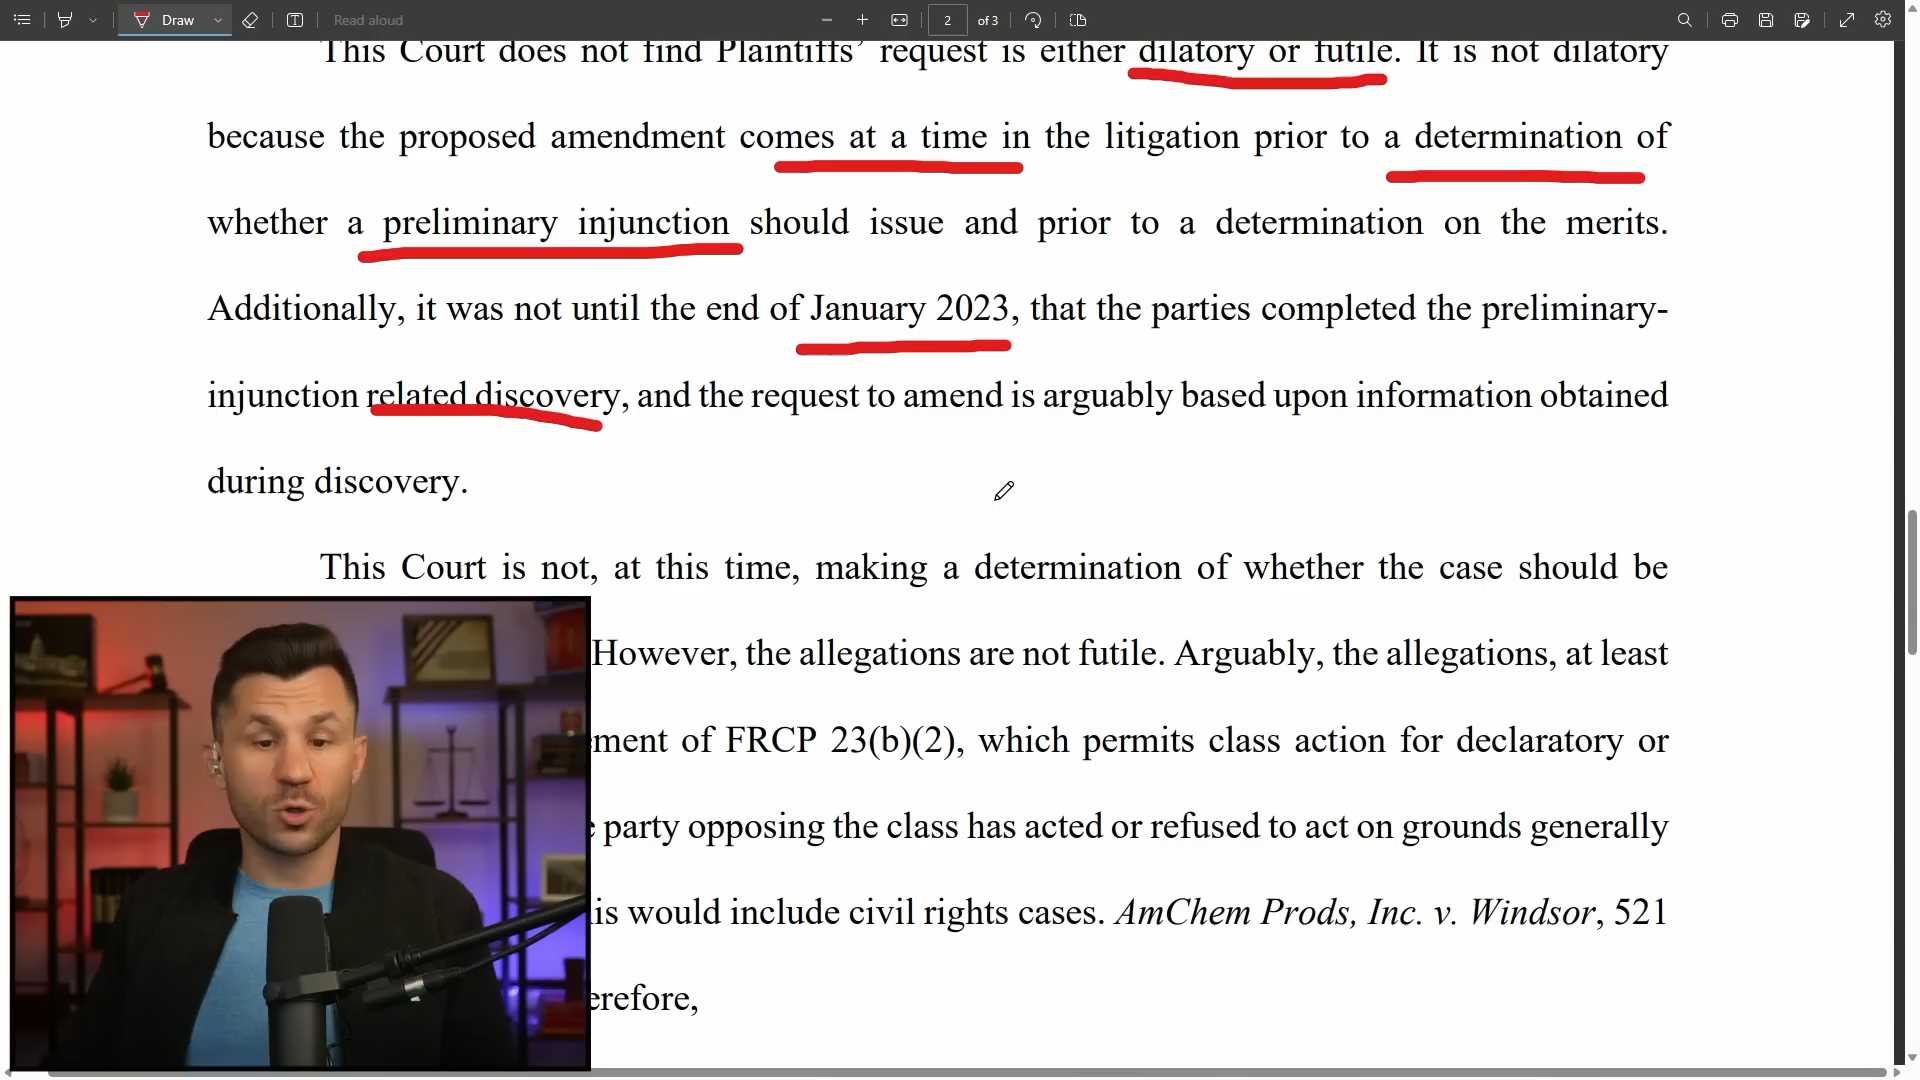 Draw
Read aloud
2
of 3
This Court does not find Plaintiffs’ request is either dilatory or futile. It is not dilatory
because the proposed amendment comes at a time in the litigation prior to a determination of
whether a preliminary injunction should issue and prior to a determination on the merits.
Additionally, it was not until the end of January 2023, that the parties completed the preliminary-
injunction related discovery, and the request to amend is arguably based upon information obtained
during discovery.
This Court is not, at this time, making a determination of whether the case should be
However, the allegations are not futile. Arguably, the allegations, at least
ement of FRCP 23(b)(2), which permits class action for declaratory or
e party opposing the class has acted or refused to act on grounds generally
is would include civil rights cases. AmChem Prods, Inc. v. Windsor, 521
erefore,